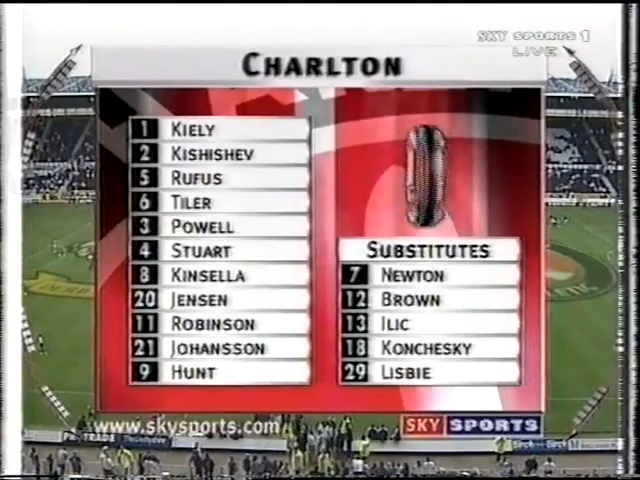 SKY SPORTS 1
LIVE
CHARLTON
1 KIELY
2 KISHISHEV
5 RUFUS
6 TILER
3 POWELL
4 STUART
8 KINSELLA
20 JENSEN
11 ROBINSON
21 JOHANSSON
9 HUNT
SUBSTITUTES
7 NEWTON
12 BROWN
13 ILIC
18 KONCHESKY
29 LISBIE
www.skysports.com
SKY SPORTS